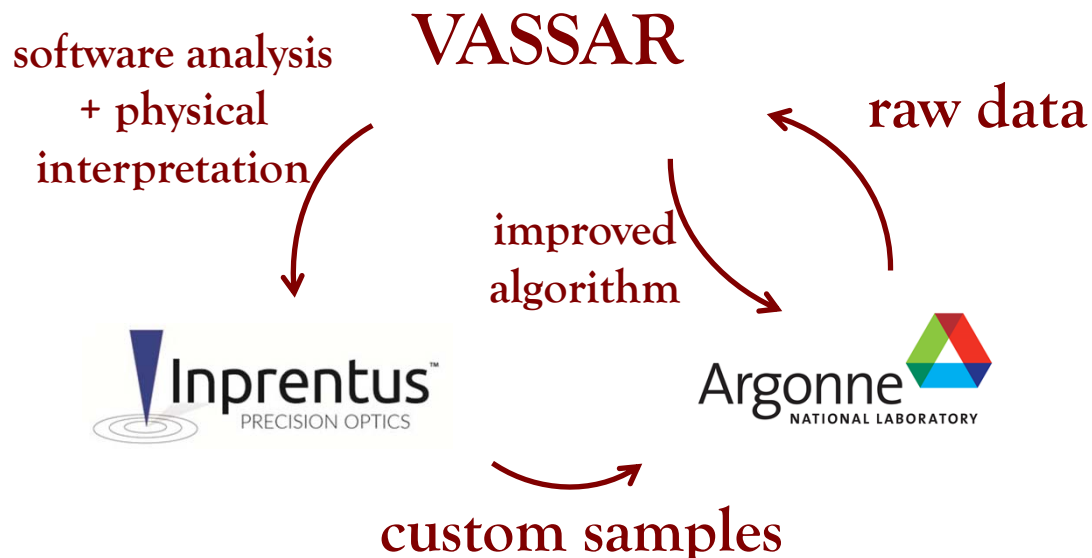 VASSAR
software analysis
+ physical
interpretation
raw data
improved
algorithm
Inprentus™
PRECISION OPTICS
Argonne
NATIONAL LABORATORY
custom samples